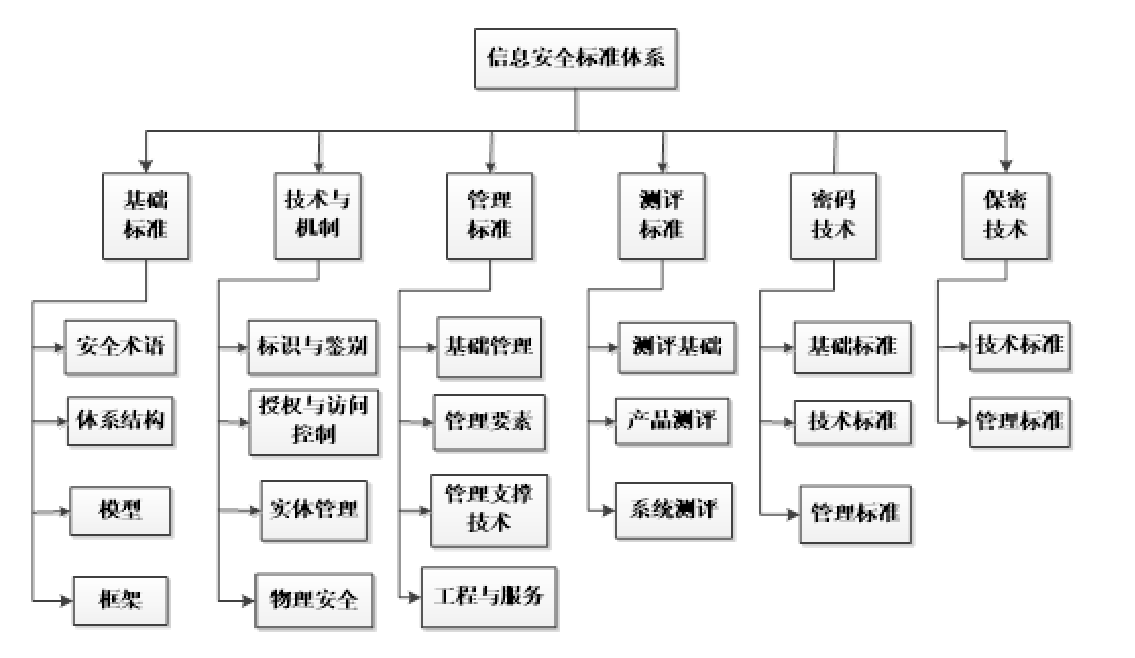 信息安全标准体系
基础
标准
技术与
机制
管理
标准
测评
标准
密码
技术
保密
技术
安全术语
体系结构
模型
框架
标识与鉴别
授权与访问
控制
实体管理
物理安全
基础管理
管理要素
管理支撑
技术
工程与服务
测评基础
产品测评
系统测评
基础标准
技术标准
管理标准
技术标准
管理标准